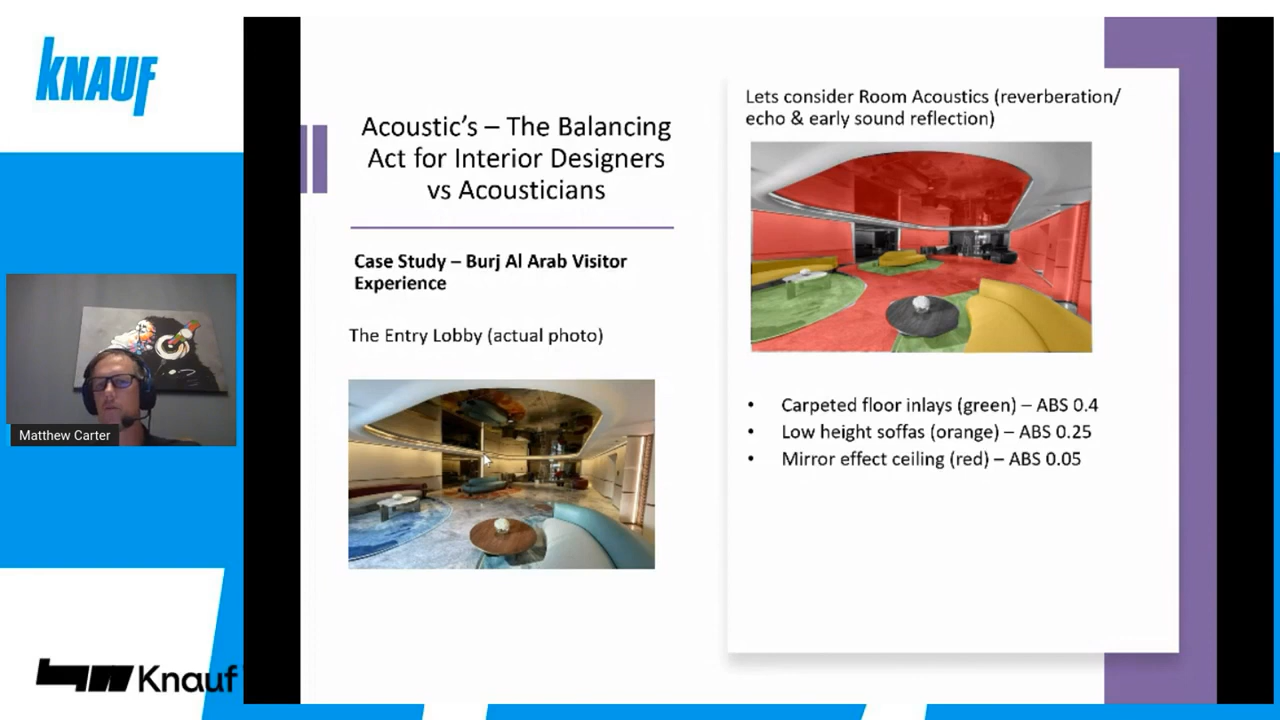 KNAUF
Acoustic's – The Balancing
Act for Interior Designers
vs Acousticians
Case Study – Burj Al Arab Visitor
Experience
The Entry Lobby (actual photo)
Lets consider Room Acoustics (reverberation/
echo & early sound reflection)
• Carpeted floor inlays (green) – ABS 0.4
• Low height soffas (orange) – ABS 0.25
• Mirror effect ceiling (red) – ABS 0.05
Matthew Carter
Knauf